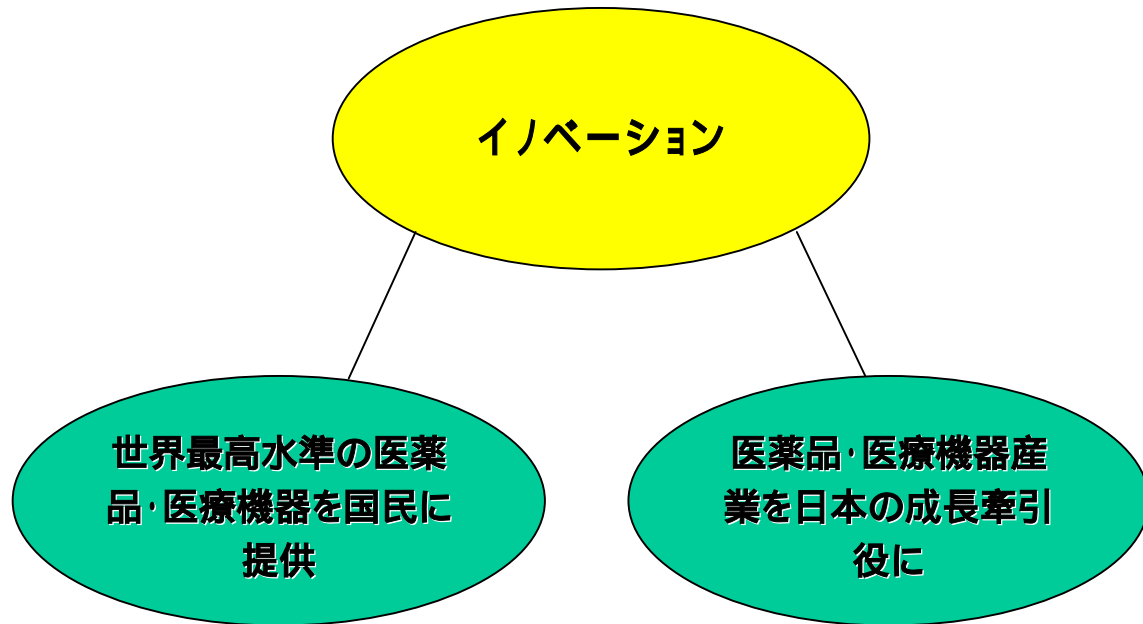 イノベーション
世界最高水準の医薬
品・医療機器を国民に
提供
医薬品・医療機器産
業を日本の成長牽引
役に